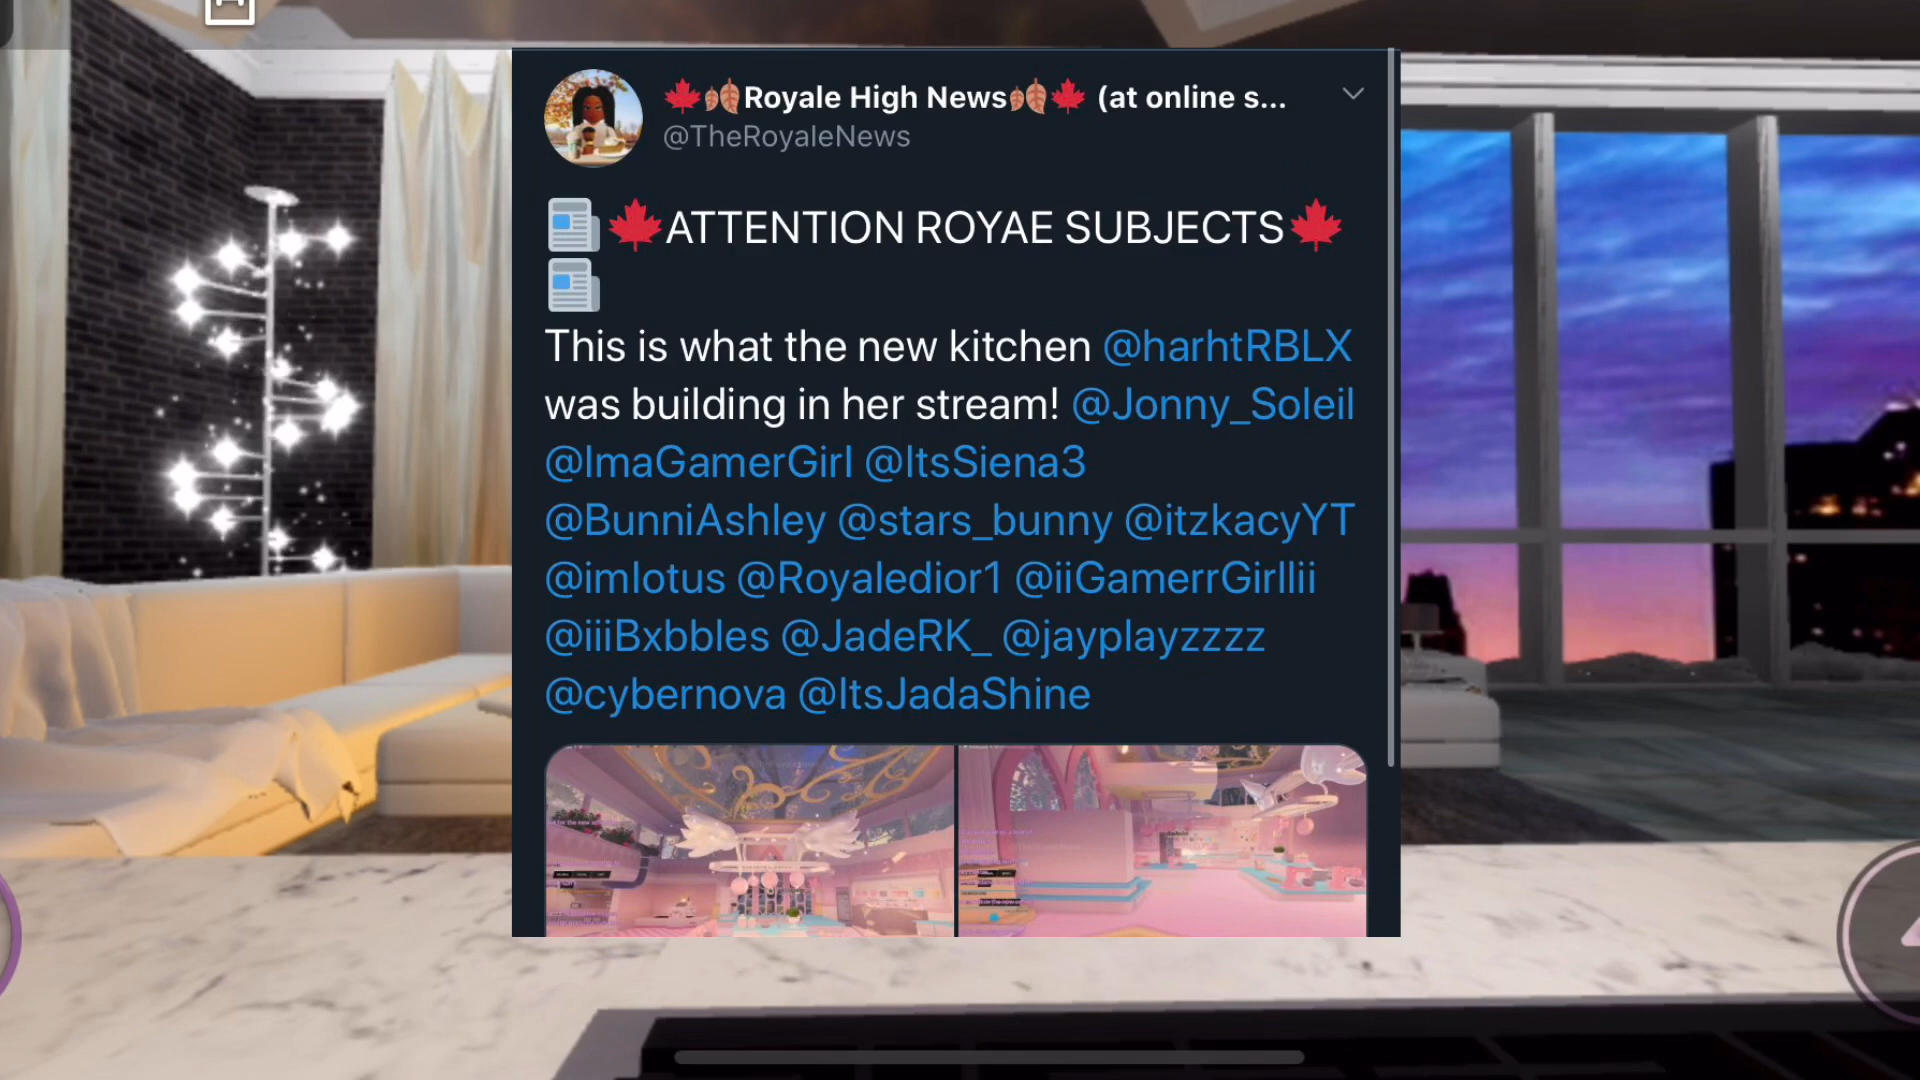 🍁🍂Royale High News🍂🍁 (at online s...
@TheRoyaleNews
📰🍁ATTENTION ROYAE SUBJECTS🍁
📰
This is what the new kitchen @harhtRBLX
was building in her stream! @Jonny_Soleil
@ImaGamerGirl @ItsSiena3
@BunniAshley @stars_bunny @itzkacyYT
@imlotus @Royaledior1 @iiGamerrGirllii
@iiiBxbbles @JadeRK_ @jayplayzzzz
@cybernova @ItsJadaShine